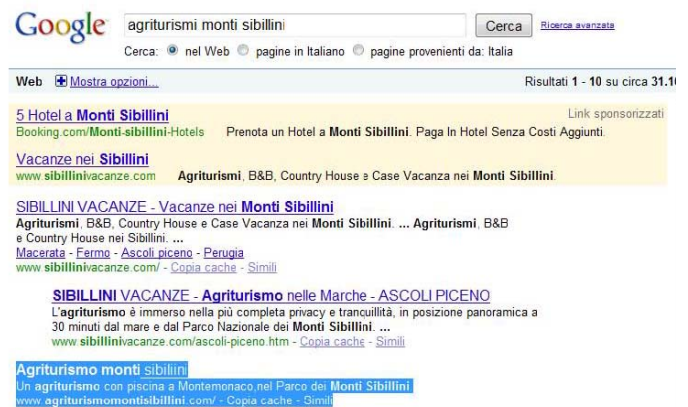 Google agriturismi monti sibillini Cerca Ricerca avanzata
Cerca: nel Web pagine in Italiano pagine provenienti da: Italia
Web Mostra opzioni... Risultati 1 - 10 su circa 31.10
5 Hotel a Monti Sibillini Link sponsorizzati
Booking.com/Monti-sibillini-Hotels Prenota un Hotel a Monti Sibillini. Paga In Hotel Senza Costi Aggiunti.
Vacanze nei Sibillini
www.sibillinivacanze.com Agriturismi, B&B, Country House e Case Vacanza nei Monti Sibillini.
SIBILLINI VACANZE - Vacanze nei Monti Sibillini
Agriturismi, B&B, Country House e Case Vacanza nei Monti Sibillini. ... Agriturismi, B&B
e Country House nei Sibillini. ...
Macerata - Fermo - Ascoli piceno - Perugia
www.sibillinivacanze.com/ - Copia cache - Simili
SIBILLINI VACANZE - Agriturismo nelle Marche - ASCOLI PICENO
L'agriturismo è immerso nella più completa privacy e tranquillità, in posizione panoramica a
30 minuti dal mare e dal Parco Nazionale dei Monti Sibillini. ...
www.sibillinivacanze.com/ascoli-piceno.htm - Copia cache - Simili
Agriturismo monti sibiliini
Un agriturismo con piscina a Montemonaco,nel Parco dei Monti Sibillini
www.agriturismomontisibillini.com/ - Copia cache - Simili